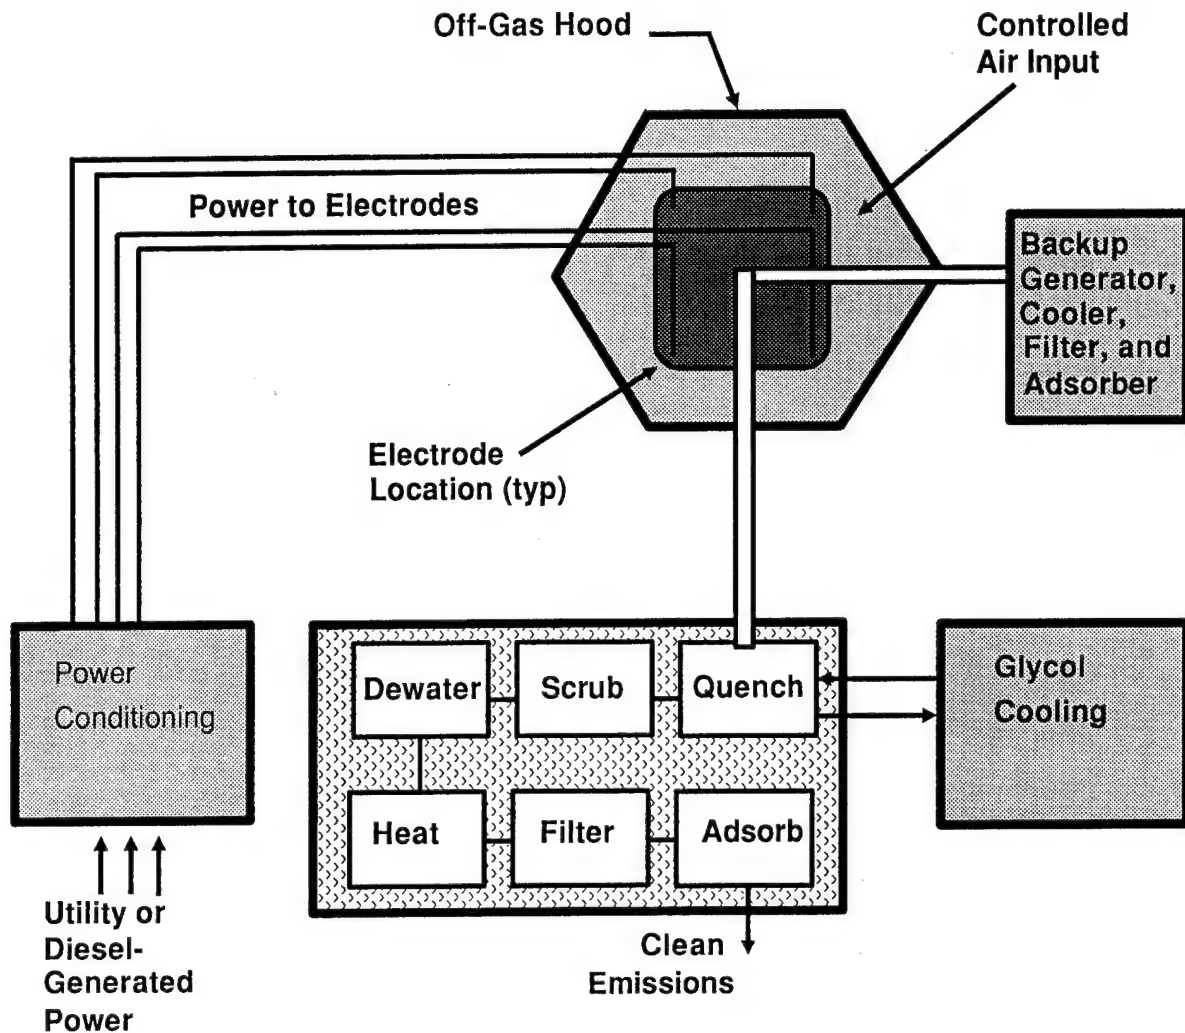 Off-Gas Hood
Controlled
Air Input
Power to Electrodes
Backup
Generator,
Cooler,
Filter, and
Adsorber
Electrode
Location (typ)
Power
Conditioning
Dewater
Scrub
Quench
Glycol
Cooling
Heat
Filter
Adsorb
Utility or
Diesel-
Generated
Power
Clean
Emissions